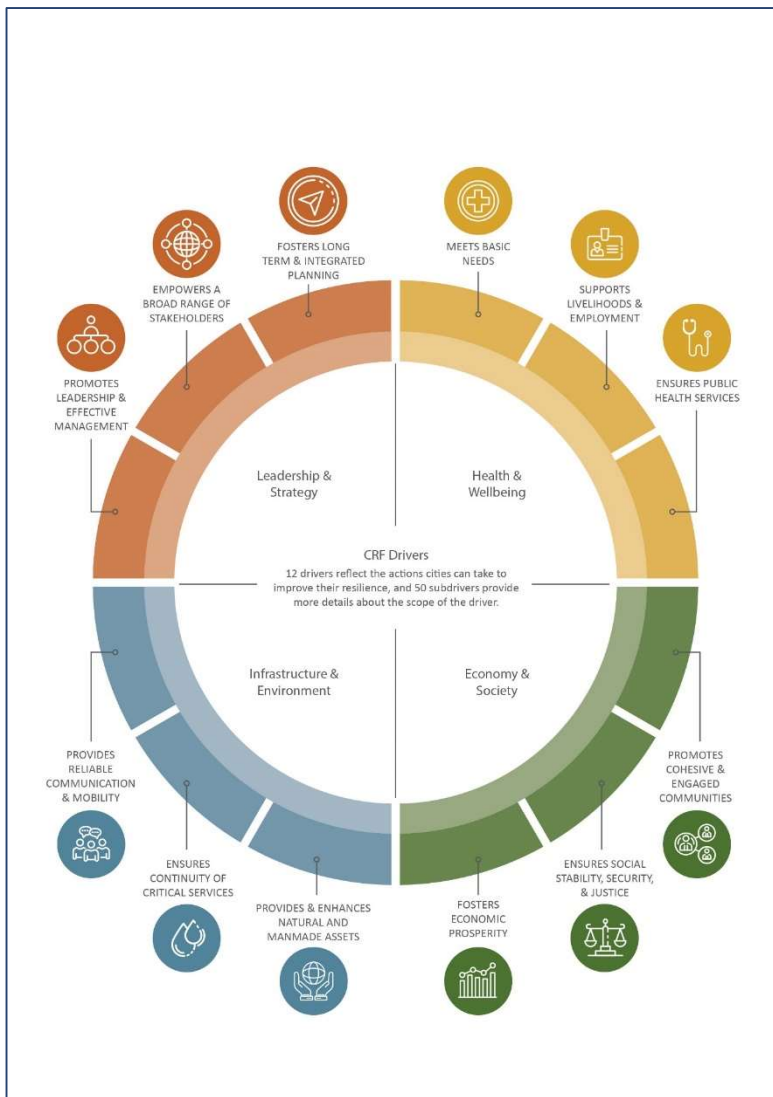 FOSTERS LONG
TERM & INTEGRATED
PLANNING
MEETS BASIC
NEEDS
EMPOWERS A
BROAD RANGE OF
STAKEHOLDERS
SUPPORTS
LIVELIHOODS &
EMPLOYMENT
PROMOTES
LEADERSHIP &
EFFECTIVE
MANAGEMENT
ENSURES PUBLIC
HEALTH SERVICES
Leadership &
Strategy
Health &
Wellbeing
CRF Drivers
12 drivers reflect the actions cities can take to
improve their resilience, and 50 subdrivers provide
more details about the scope of the driver.
Infrastructure &
Environment
Economy &
Society
PROVIDES
RELIABLE
COMMUNICATION
& MOBILITY
PROMOTES
COHESIVE &
ENGAGED
COMMUNITIES
ENSURES
CONTINUITY OF
CRITICAL SERVICES
ENSURES SOCIAL
STABILITY, SECURITY,
& JUSTICE
PROVIDES & ENHANCES
NATURAL AND
MANMADE ASSETS
FOSTERS
ECONOMIC
PROSPERITY